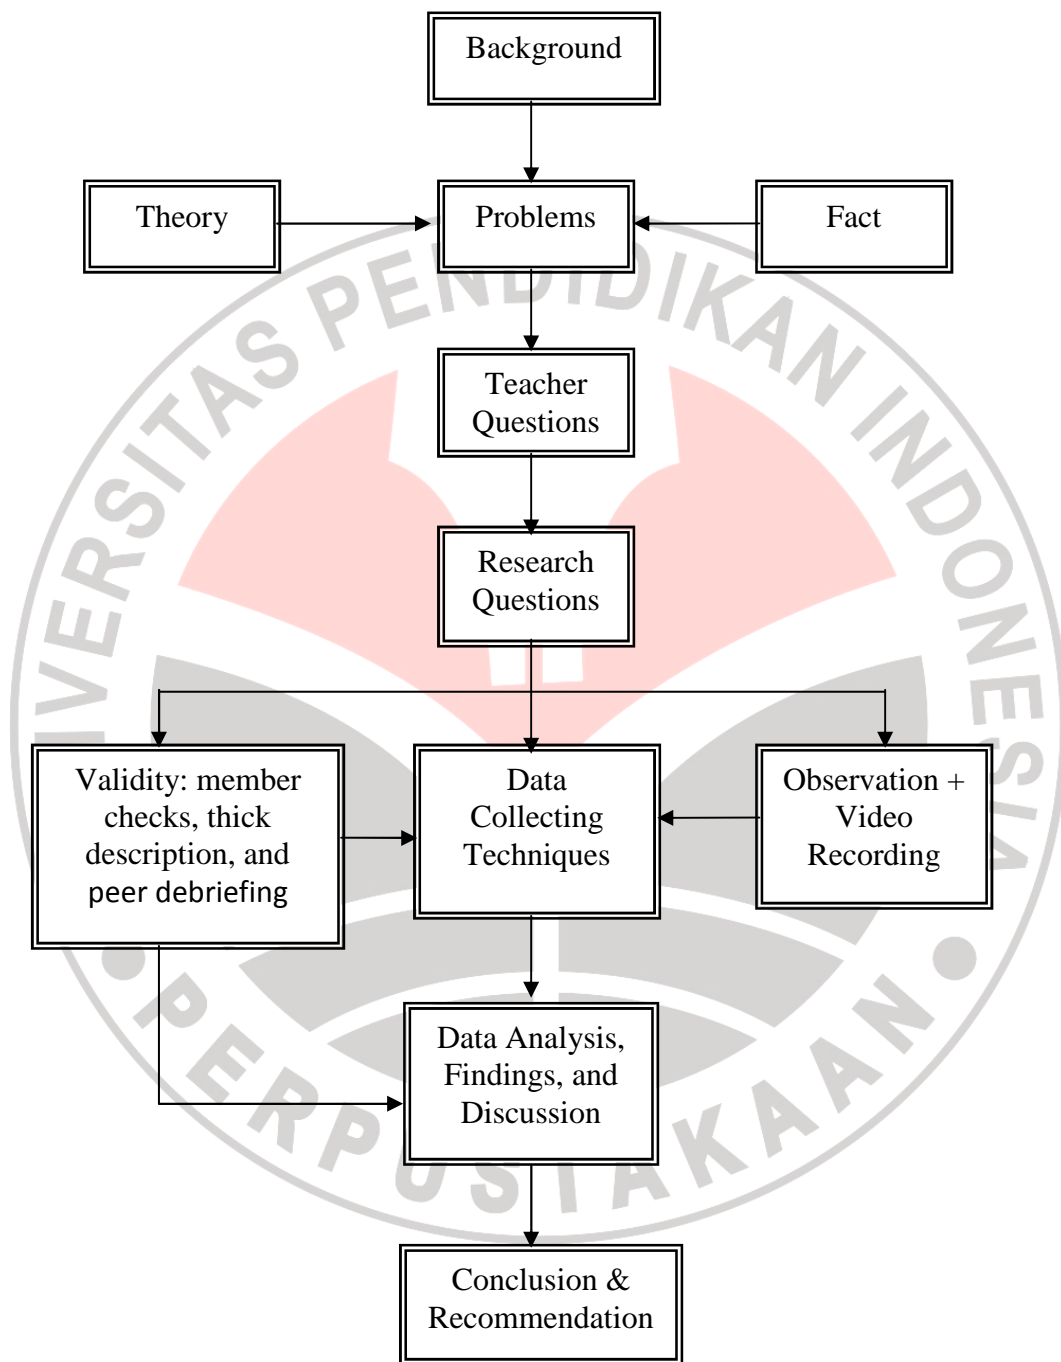 Background
Theory
Problems
Fact
Teacher
Questions
Research
Questions
Validity: member
checks, thick
description, and
peer debriefing
Data
Collecting
Techniques
Observation +
Video
Recording
Data Analysis,
Findings, and
Discussion
Conclusion &
Recommendation
UNIVERSITAS PENDIDIKAN INDONESIA
PERPUSTAKAAN